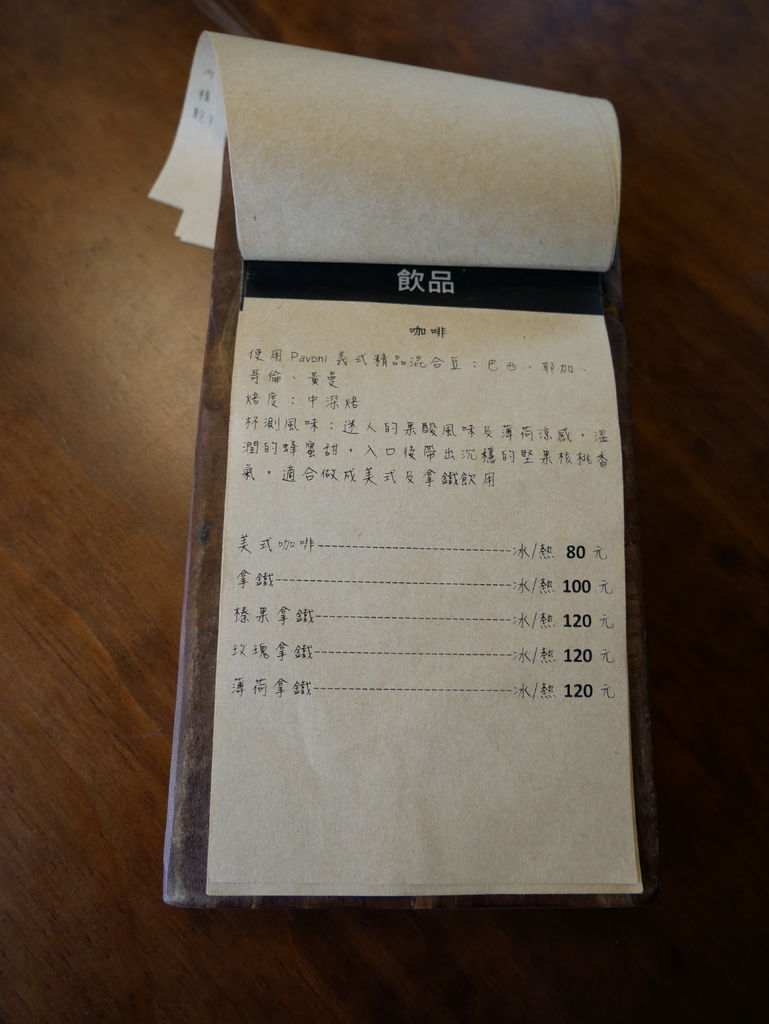 飲品
咖啡
使用 Pavoni 義式精品混合豆：巴西、耶加、
哥倫、黃曼
焙度：中深焙
杯測風味：迷人的果酸風味及薄荷涼感，溫
潤的蜂蜜甜，入口後帶出沉穩的堅果核桃香
氣，適合做成美式及拿鐵飲用
美式咖啡----------------------------冰/熱 80 元
拿鐵----------------------------------冰/熱 100 元
榛果拿鐵----------------------------冰/熱 120 元
玫瑰拿鐵----------------------------冰/熱 120 元
薄荷拿鐵----------------------------冰/熱 120 元